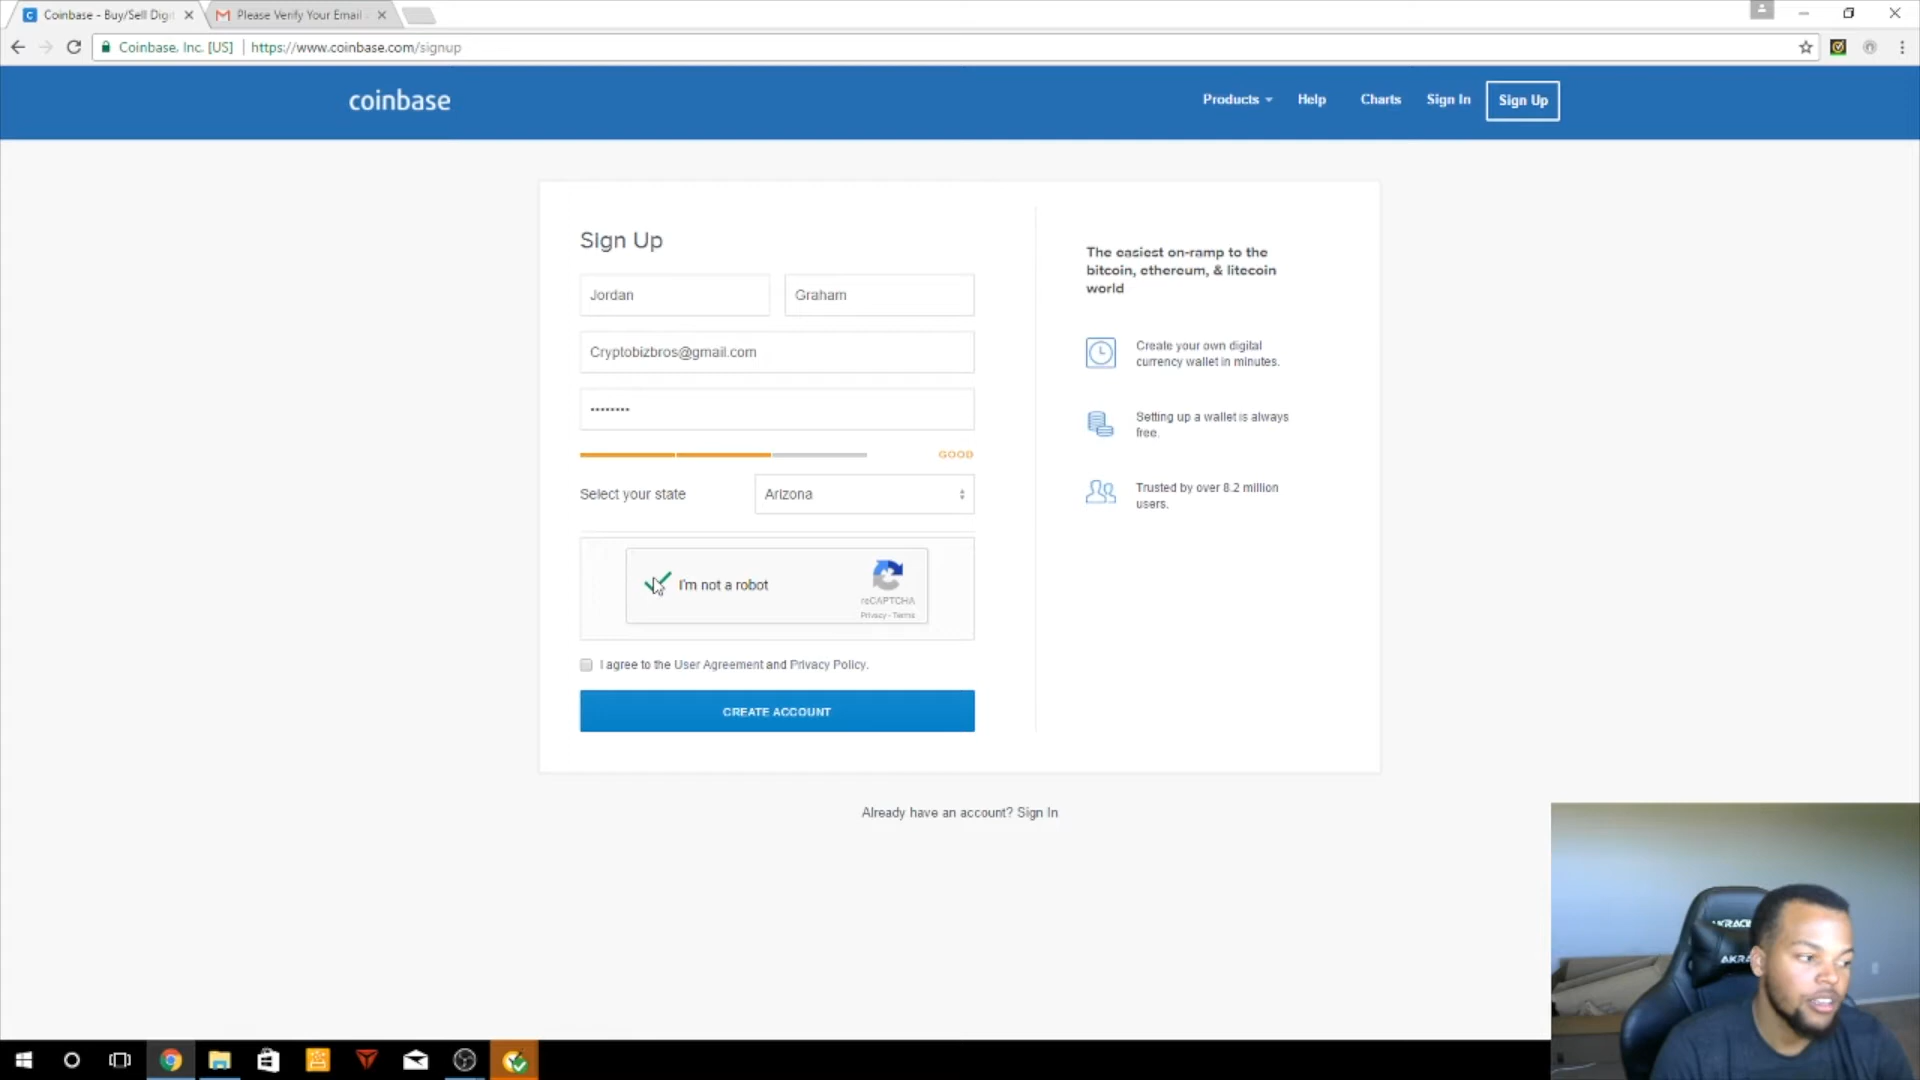 Coinbase - Buy/Sell Digi
Please Verify Your Email -
Coinbase, Inc. [US] | https://www.coinbase.com/signup
coinbase
Products
Help
Charts
Sign In
Sign Up
Sign Up
Jordan
Graham
Cryptobizbros@gmail.com
••••••••
GOOD
Select your state
Arizona
I'm not a robot
reCAPTCHA
Privacy - Terms
I agree to the User Agreement and Privacy Policy.
CREATE ACCOUNT
The easiest on-ramp to the
bitcoin, ethereum, & litecoin
world
Create your own digital
currency wallet in minutes.
Setting up a wallet is always
free.
Trusted by over 8.2 million
users.
Already have an account? Sign In